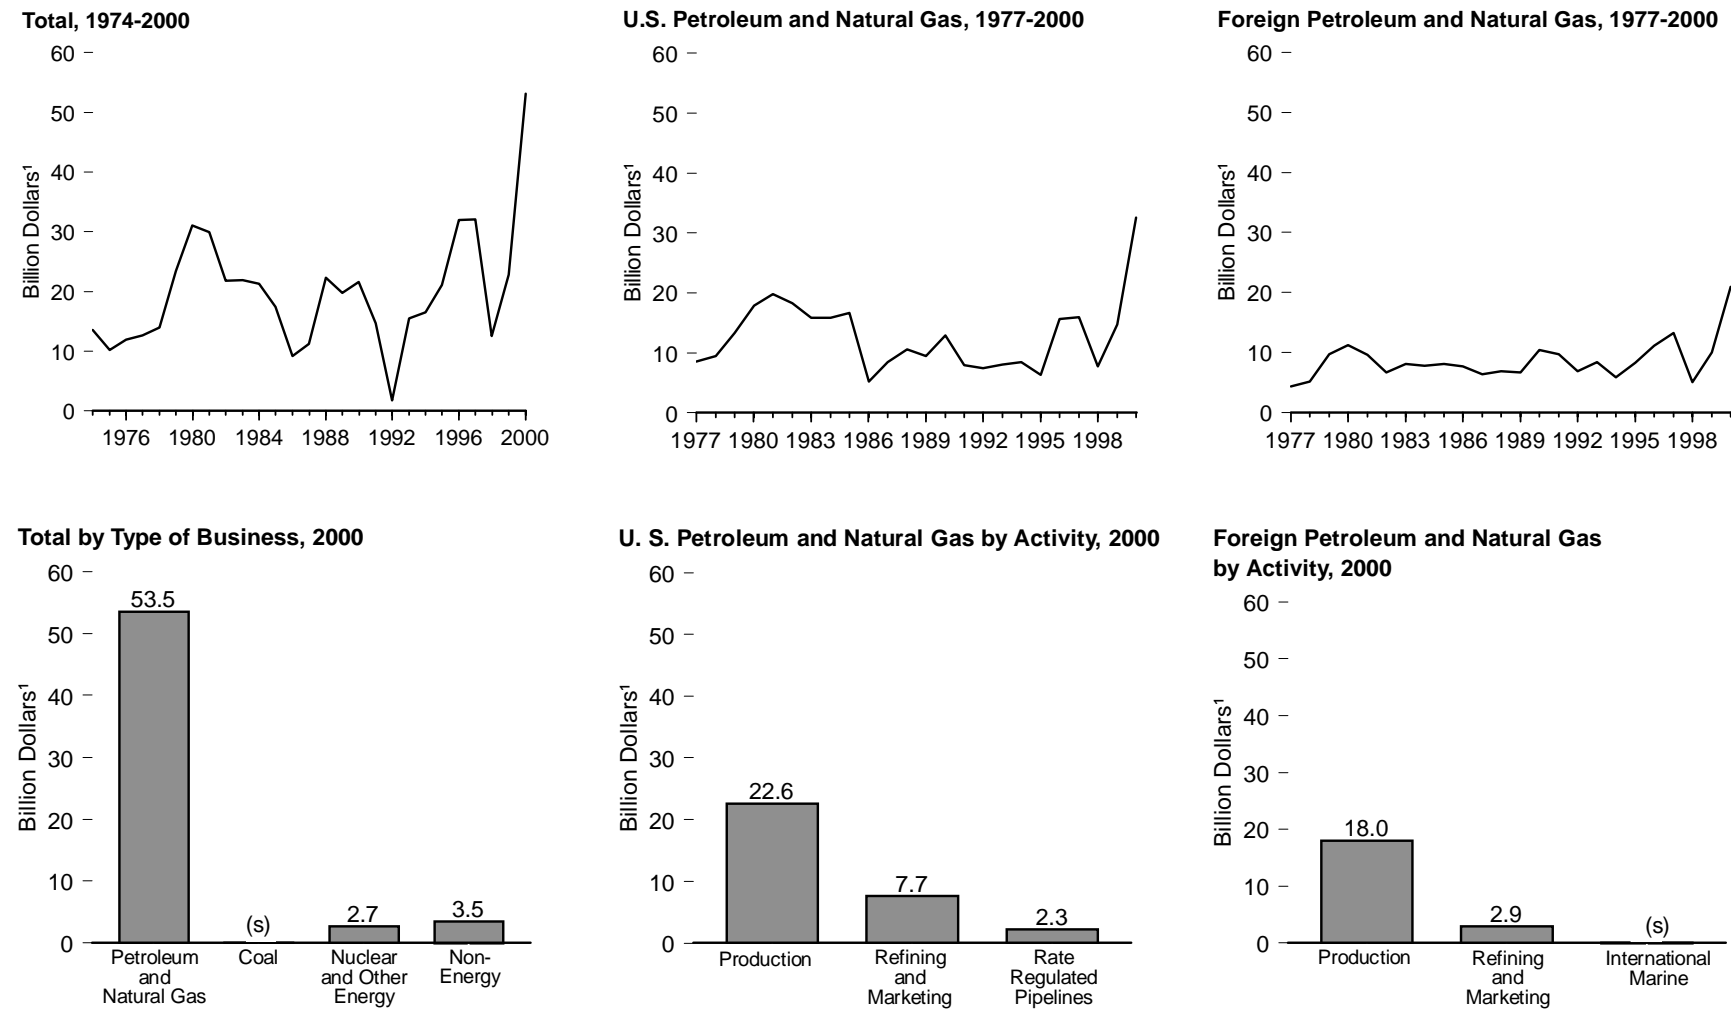 Total, 1974-2000
60
50
40
30
20
10
0
Billion Dollars¹
1976 1980 1984 1988 1992 1996 2000
U.S. Petroleum and Natural Gas, 1977-2000
60
50
40
30
20
10
0
Billion Dollars¹
1977 1980 1983 1986 1989 1992 1995 1998
Foreign Petroleum and Natural Gas, 1977-2000
60
50
40
30
20
10
0
Billion Dollars¹
1977 1980 1983 1986 1989 1992 1995 1998
Total by Type of Business, 2000
60
50
40
30
20
10
0
Billion Dollars¹
53.5
(s)
2.7
3.5
Petroleum
and
Natural Gas
Coal
Nuclear
and Other
Energy
Non-
Energy
U. S. Petroleum and Natural Gas by Activity, 2000
60
50
40
30
20
10
0
Billion Dollars¹
22.6
7.7
2.3
Production
Refining
and
Marketing
Rate
Regulated
Pipelines
Foreign Petroleum and Natural Gas
by Activity, 2000
60
50
40
30
20
10
0
Billion Dollars¹
18.0
2.9
(s)
Production
Refining
and
Marketing
International
Marine